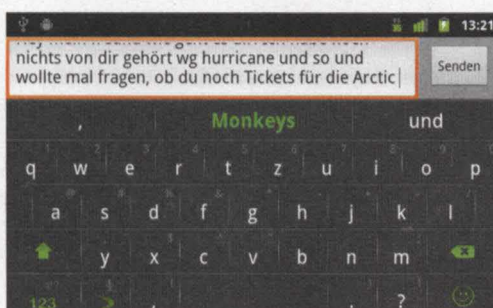 13:21
nichts von dir gehört wg hurricane und so und
wollte mal fragen, ob du noch Tickets für die Arctic
Senden
, Monkeys und
q w e r t z u i o p
a s d f g h j k l
y x c v b n m
123 . , ?